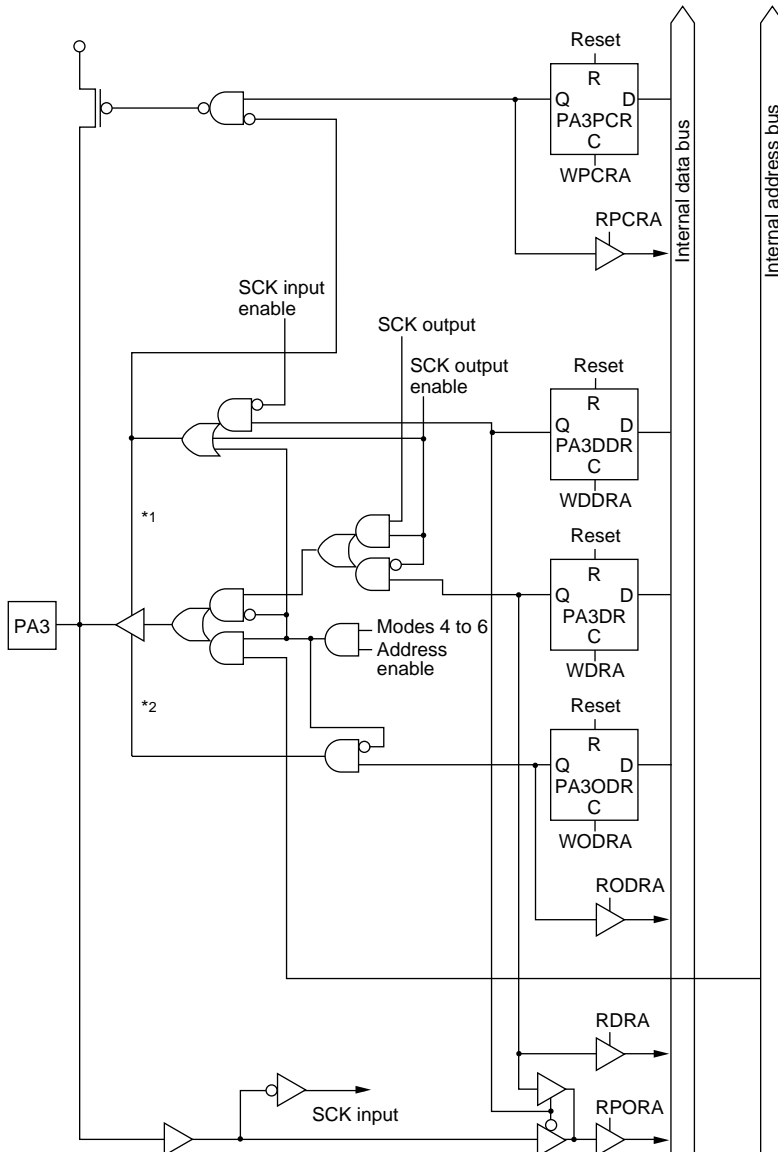 Reset
R
Q D
PA3PCR
C
WPCRA
RPCRA
Internal data bus
Internal address bus
SCK input
enable
SCK output
SCK output
enable
Reset
R
Q D
PA3DDR
C
WDDRA
*1
Reset
R
Q D
PA3DR
C
WDRA
PA3
Modes 4 to 6
Address
enable
*2
Reset
R
Q D
PA3ODR
C
WODRA
RODRA
RDRA
SCK input
RPORA